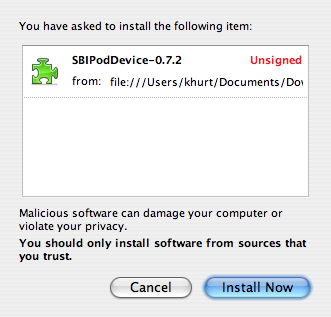 You have asked to install the following item:
SBIPodDevice-0.7.2 Unsigned
from: file:///Users/khurt/Documents/Dov
Malicious software can damage your computer or
violate your privacy.
You should only install software from sources that
you trust.
Cancel Install Now